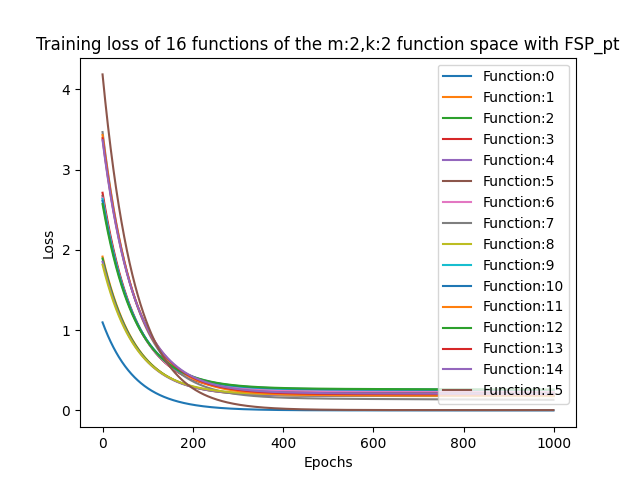 Training loss of 16 functions of the m:2,k:2 function space with FSP_pt
Function:0
Function:1
Function:2
Function:3
Function:4
Function:5
Function:6
Function:7
Function:8
Function:9
Function:10
Function:11
Function:12
Function:13
Function:14
Function:15
4
3
2
1
0
Loss
0
200
400
600
800
1000
Epochs